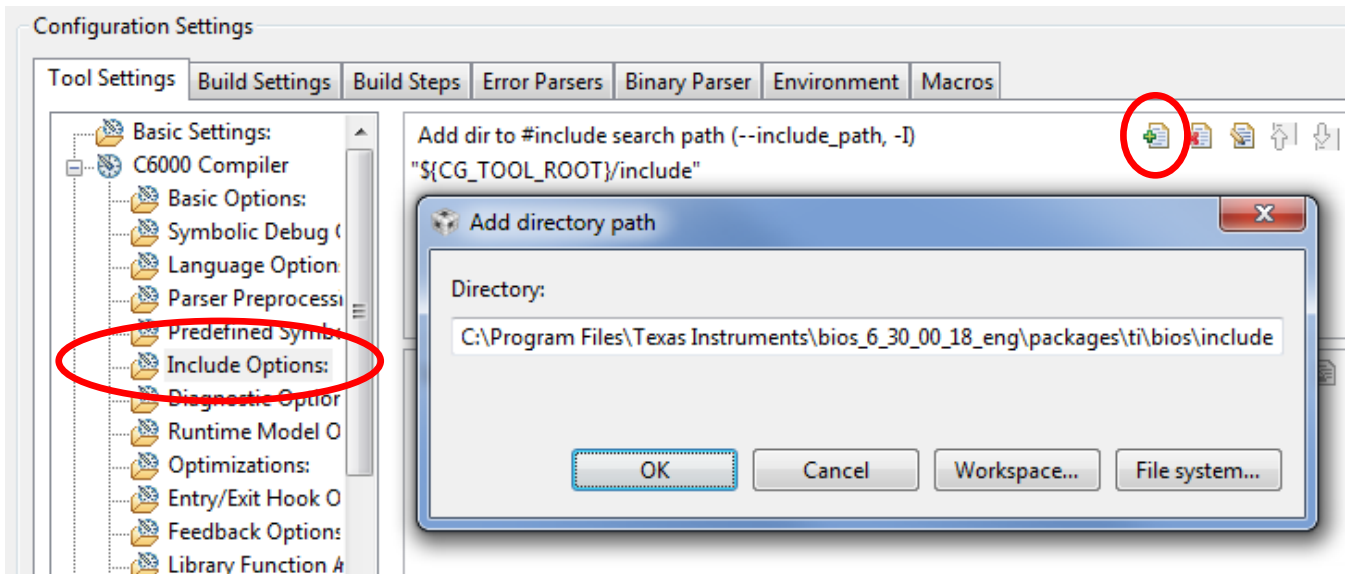 Configuration Settings
Tool Settings Build Settings Build Steps Error Parsers Binary Parser Environment Macros
Basic Settings:
C6000 Compiler
Basic Options:
Symbolic Debug
Language Option
Parser Preprocessi
Predefined Symb
Include Options:
Diagnostic Option
Runtime Model O
Optimizations:
Entry/Exit Hook O
Feedback Options
Library Function A
Add dir to #include search path (--include_path, -I)
"${CG_TOOL_ROOT}/include"
Add directory path
Directory:
C:\Program Files\Texas Instruments\bios_6_30_00_18_eng\packages\ti\bios\include
OK Cancel Workspace... File system...